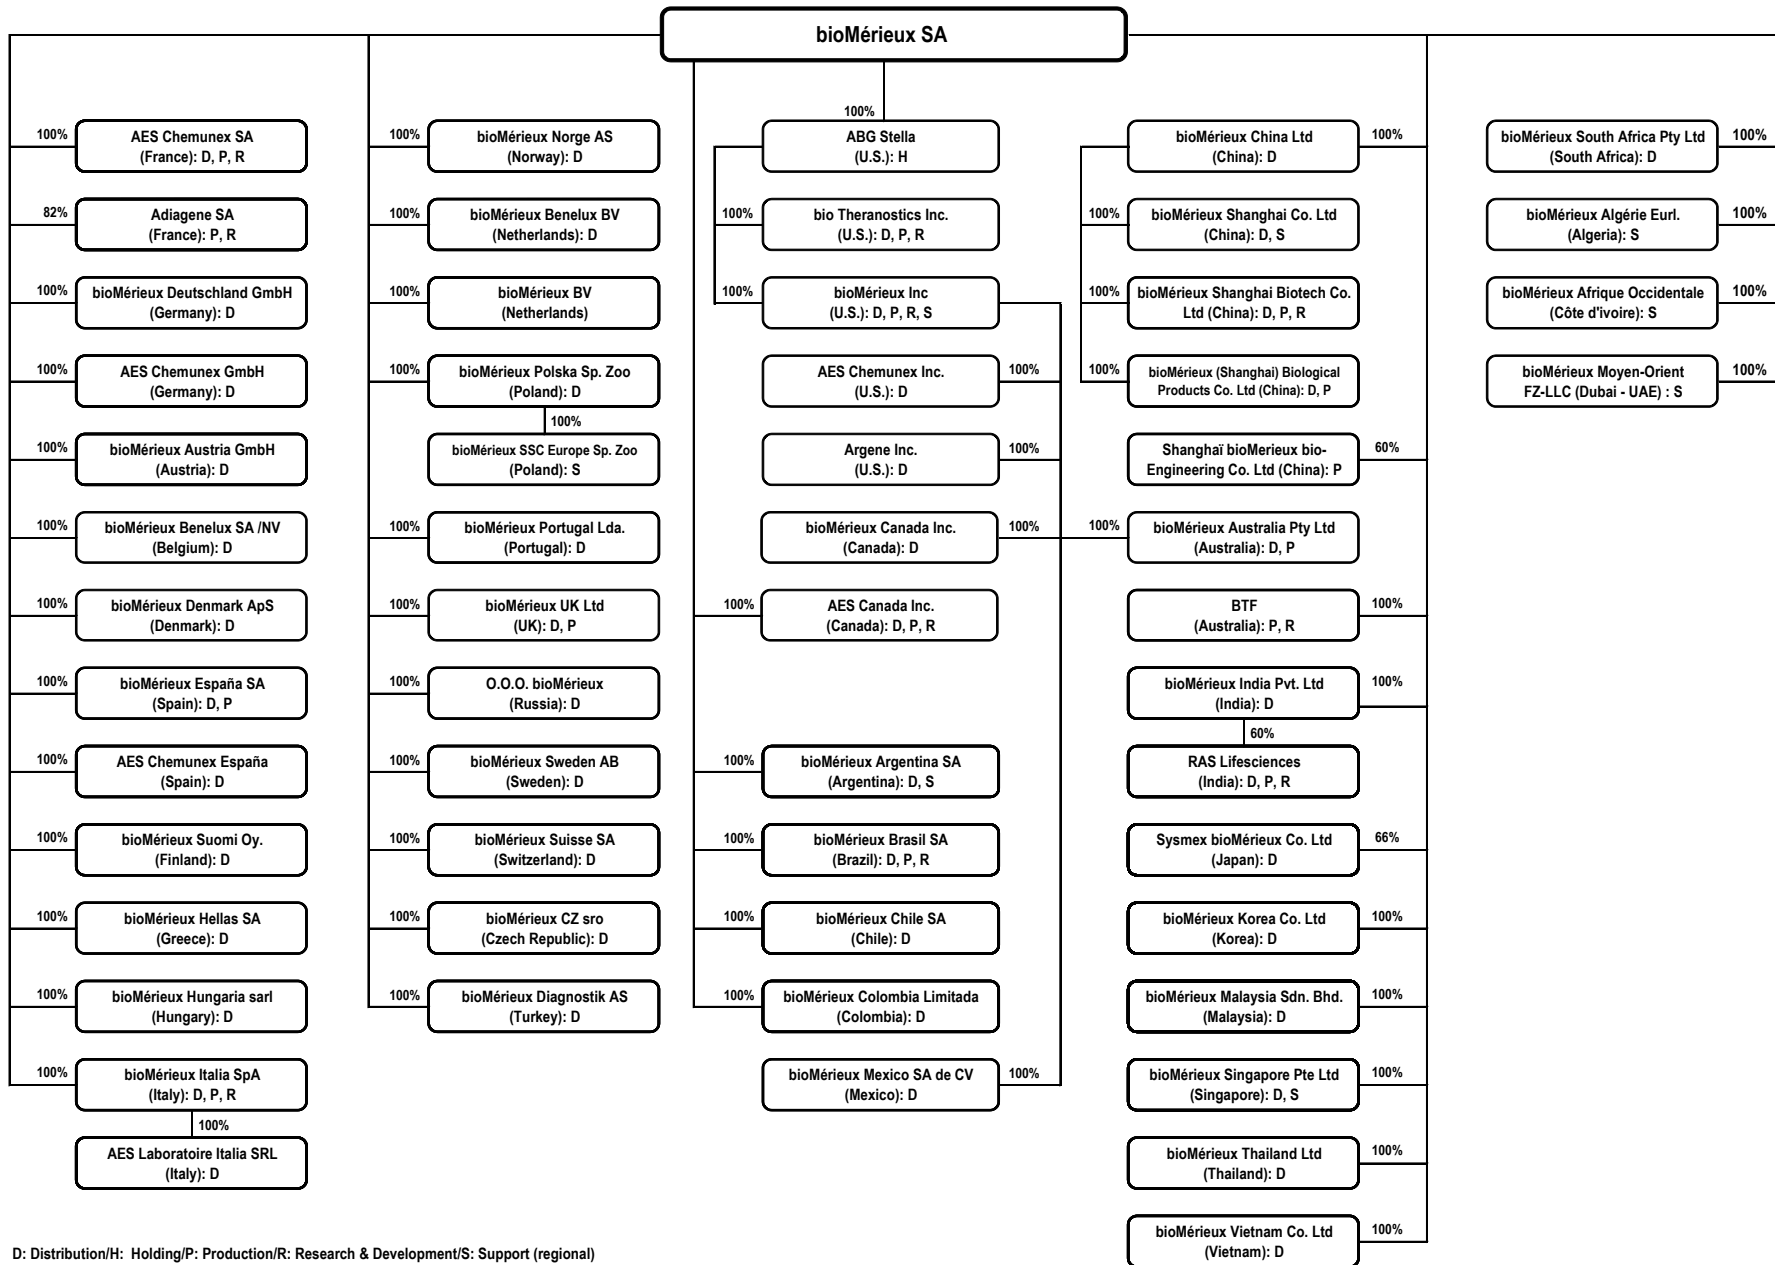 bioMérieux SA
100%
AES Chemunex SA
(France): D, P, R
82%
Adiagene SA
(France): P, R
100%
bioMérieux Deutschland GmbH
(Germany): D
100%
AES Chemunex GmbH
(Germany): D
100%
bioMérieux Austria GmbH
(Austria): D
100%
bioMérieux Benelux SA /NV
(Belgium): D
100%
bioMérieux Denmark ApS
(Denmark): D
100%
bioMérieux España SA
(Spain): D, P
100%
AES Chemunex España
(Spain): D
100%
bioMérieux Suomi Oy.
(Finland): D
100%
bioMérieux Hellas SA
(Greece): D
100%
bioMérieux Hungaria sarl
(Hungary): D
100%
bioMérieux Italia SpA
(Italy): D, P, R
100%
AES Laboratoire Italia SRL
(Italy): D
100%
bioMérieux Norge AS
(Norway): D
100%
bioMérieux Benelux BV
(Netherlands): D
100%
bioMérieux BV
(Netherlands)
100%
bioMérieux Polska Sp. Zoo
(Poland): D
100%
bioMérieux SSC Europe Sp. Zoo
(Poland): S
100%
bioMérieux Portugal Lda.
(Portugal): D
100%
bioMérieux UK Ltd
(UK): D, P
100%
O.O.O. bioMérieux
(Russia): D
100%
bioMérieux Sweden AB
(Sweden): D
100%
bioMérieux Suisse SA
(Switzerland): D
100%
bioMérieux CZ sro
(Czech Republic): D
100%
bioMérieux Diagnostik AS
(Turkey): D
100%
ABG Stella
(U.S.): H
100%
bio Theranostics Inc.
(U.S.): D, P, R
100%
bioMérieux Inc
(U.S.): D, P, R, S
AES Chemunex Inc.
(U.S.): D
100%
Argene Inc.
(U.S.): D
100%
bioMérieux Canada Inc.
(Canada): D
100%
100%
AES Canada Inc.
(Canada): D, P, R
100%
bioMérieux Argentina SA
(Argentina): D, S
100%
bioMérieux Brasil SA
(Brazil): D, P, R
100%
bioMérieux Chile SA
(Chile): D
100%
bioMérieux Colombia Limitada
(Colombia): D
bioMérieux Mexico SA de CV
(Mexico): D
100%
bioMérieux China Ltd
(China): D
100%
100%
bioMérieux Shanghai Co. Ltd
(China): D, S
100%
bioMérieux Shanghai Biotech Co.
Ltd (China): D, P, R
100%
bioMérieux (Shanghai) Biological
Products Co. Ltd (China): D, P
Shanghaï bioMerieux bio-
Engineering Co. Ltd (China): P
60%
100%
bioMérieux Australia Pty Ltd
(Australia): D, P
BTF
(Australia): P, R
100%
bioMérieux India Pvt. Ltd
(India): D
100%
60%
RAS Lifesciences
(India): D, P, R
Sysmex bioMérieux Co. Ltd
(Japan): D
66%
bioMérieux Korea Co. Ltd
(Korea): D
100%
bioMérieux Malaysia Sdn. Bhd.
(Malaysia): D
100%
bioMérieux Singapore Pte Ltd
(Singapore): D, S
100%
bioMérieux Thailand Ltd
(Thailand): D
100%
bioMérieux Vietnam Co. Ltd
(Vietnam): D
100%
bioMérieux South Africa Pty Ltd
(South Africa): D
100%
bioMérieux Algérie Eurl.
(Algeria): S
100%
bioMérieux Afrique Occidentale
(Côte d'ivoire): S
100%
bioMérieux Moyen-Orient
FZ-LLC (Dubai - UAE) : S
100%
D: Distribution/H: Holding/P: Production/R: Research & Development/S: Support (regional)